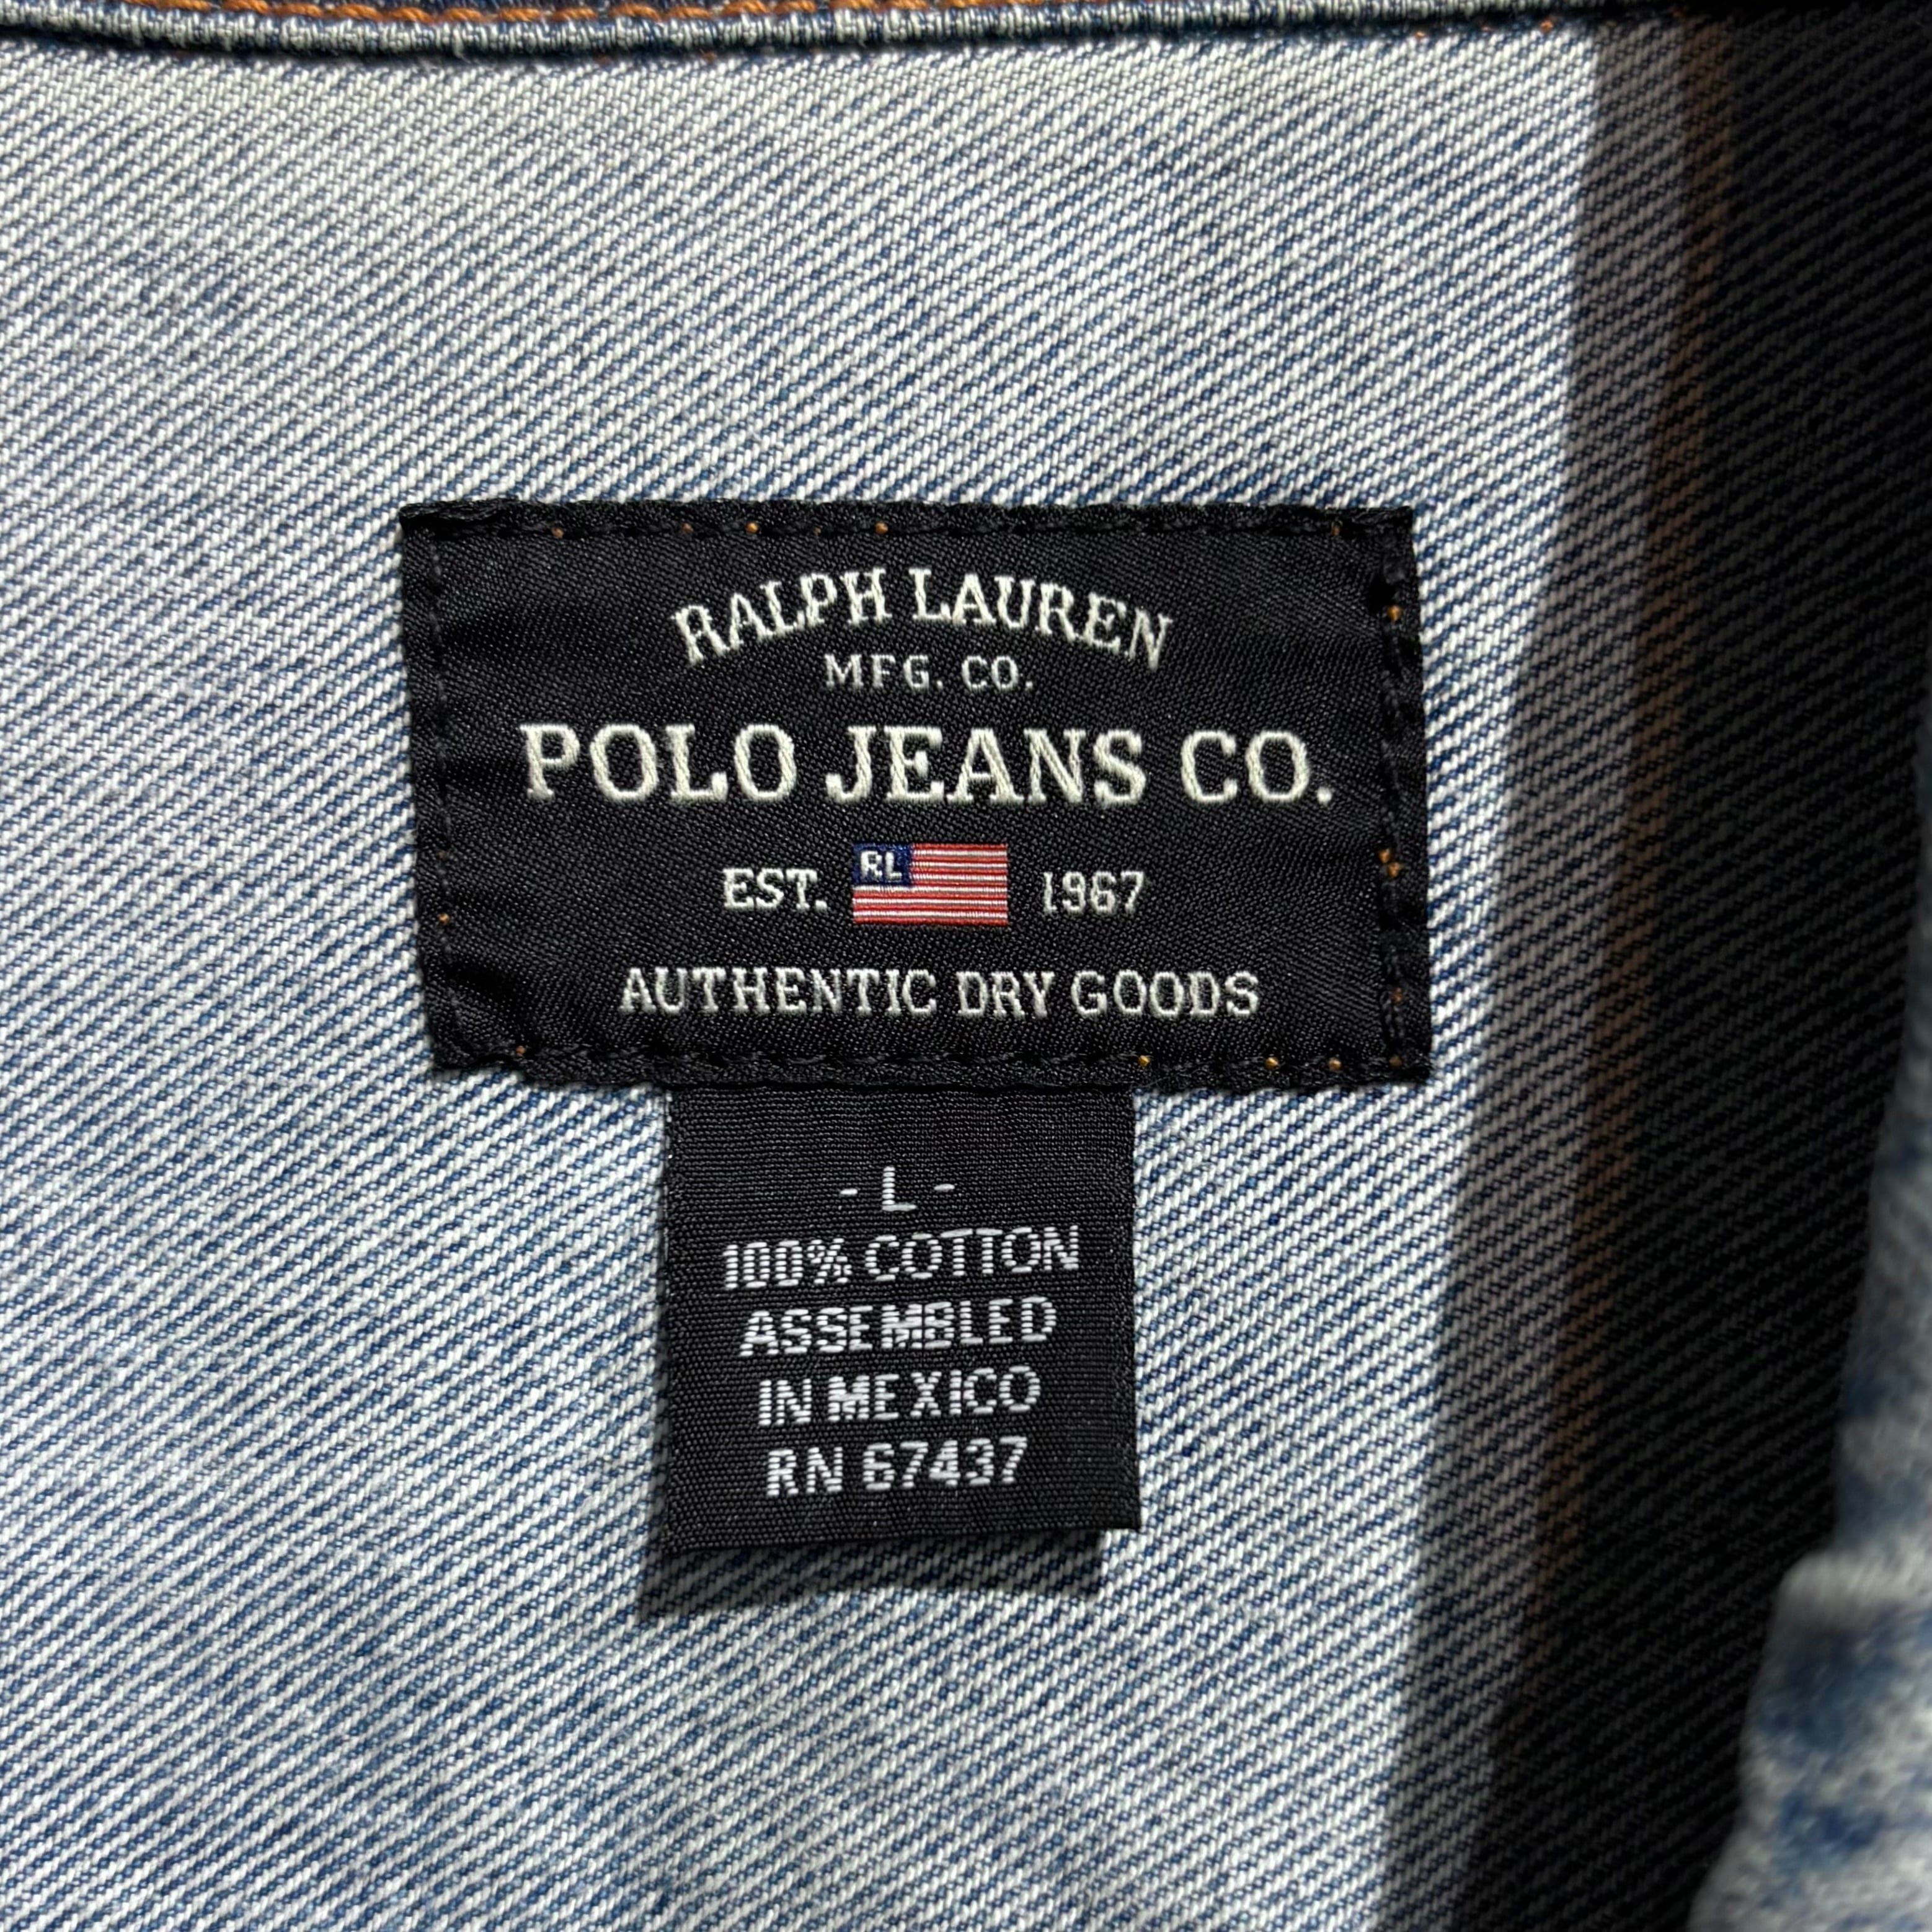 RALPH LAUREN
MFG. CO.
POLO JEANS CO.
EST. RL 1967
AUTHENTIC DRY GOODS
- L -
100% COTTON
ASSEMBLED
IN MEXICO
RN 67437